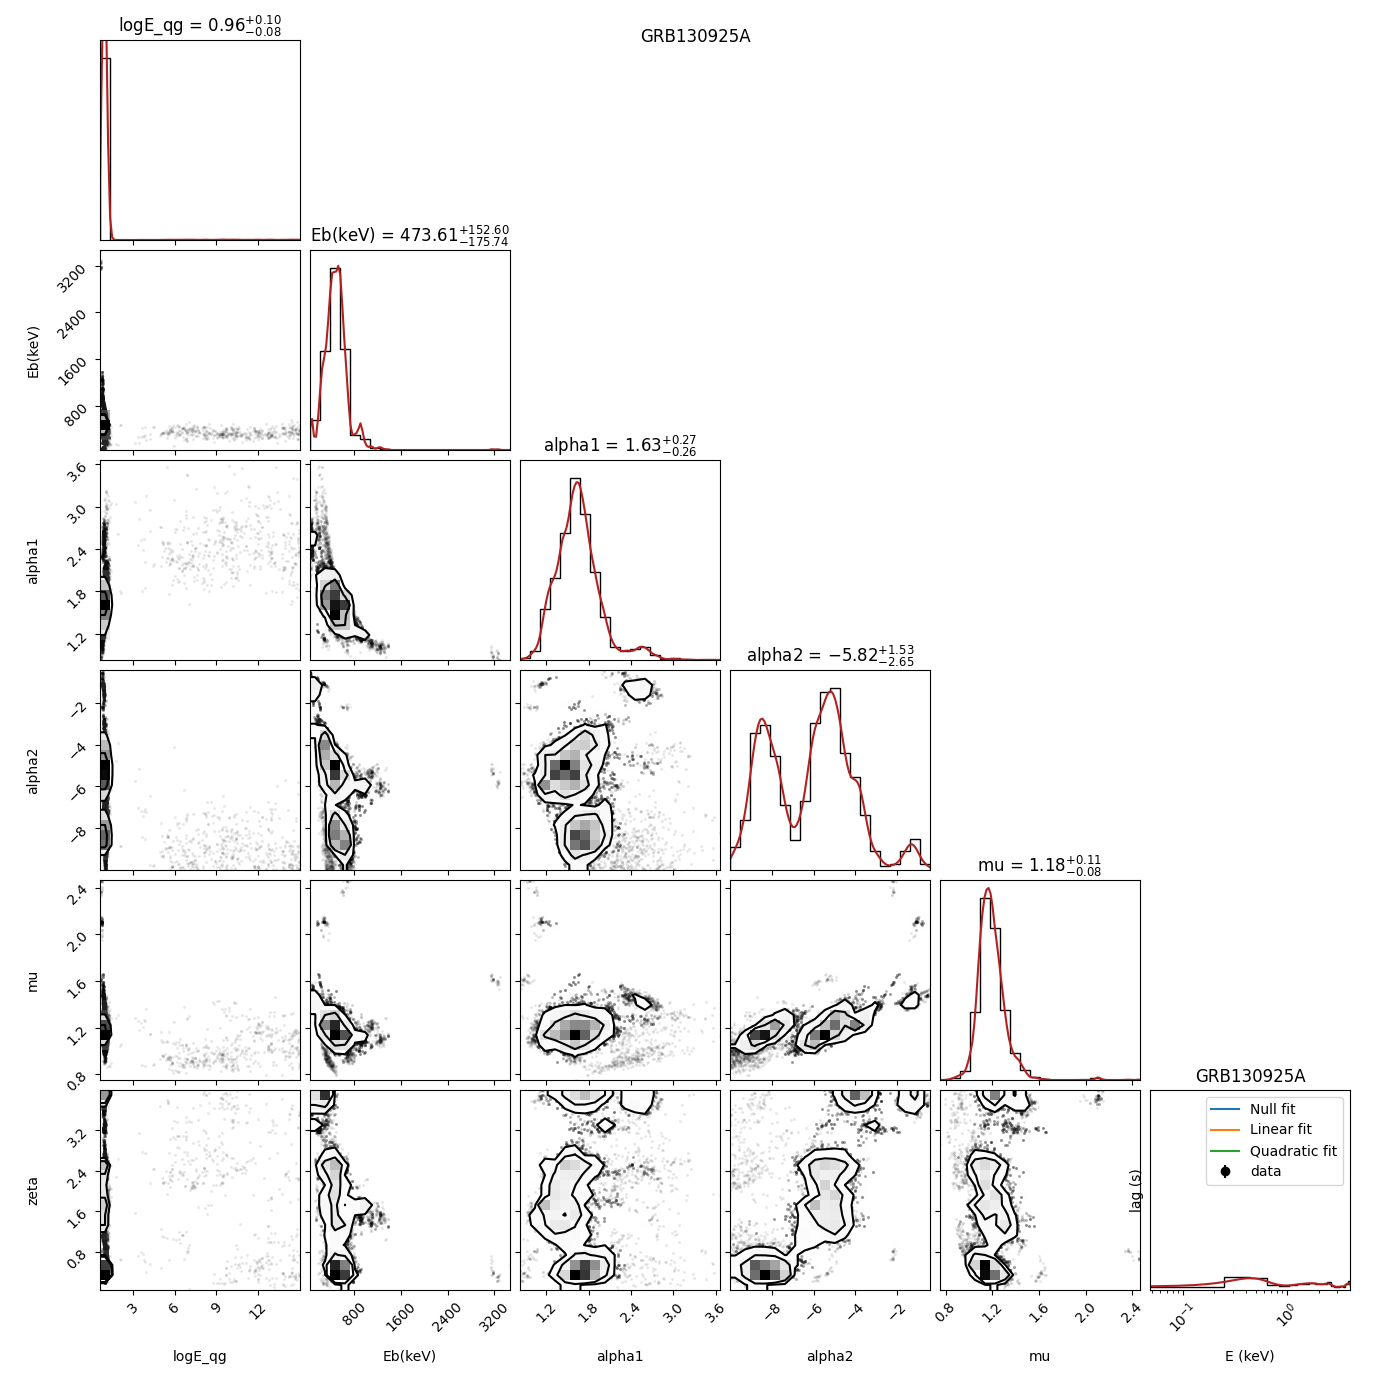 GRB130925A
logE_qg = 0.96+0.10 −0.08
Eb(keV) = 473.61+152.60 −175.74
3200
2400
1600
800
Eb(keV)
alpha1 = 1.63+0.27 −0.26
3.6
3.0
2.4
1.8
1.2
alpha1
alpha2 = −5.82+1.53 −2.65
−2
−4
−6
−8
alpha2
mu = 1.18+0.11 −0.08
2.4
2.0
1.6
1.2
0.8
mu
GRB130925A
Null fit
Linear fit
Quadratic fit
data
lag (s)
3.2
2.4
1.6
0.8
zeta
3 6 9 12
800 1600 2400 3200
1.2 1.8 2.4 3.0 3.6
−8 −6 −4 −2
0.8 1.2 1.6 2.0 2.4
10−1 100
logE_qg
Eb(keV)
alpha1
alpha2
mu
E (keV)